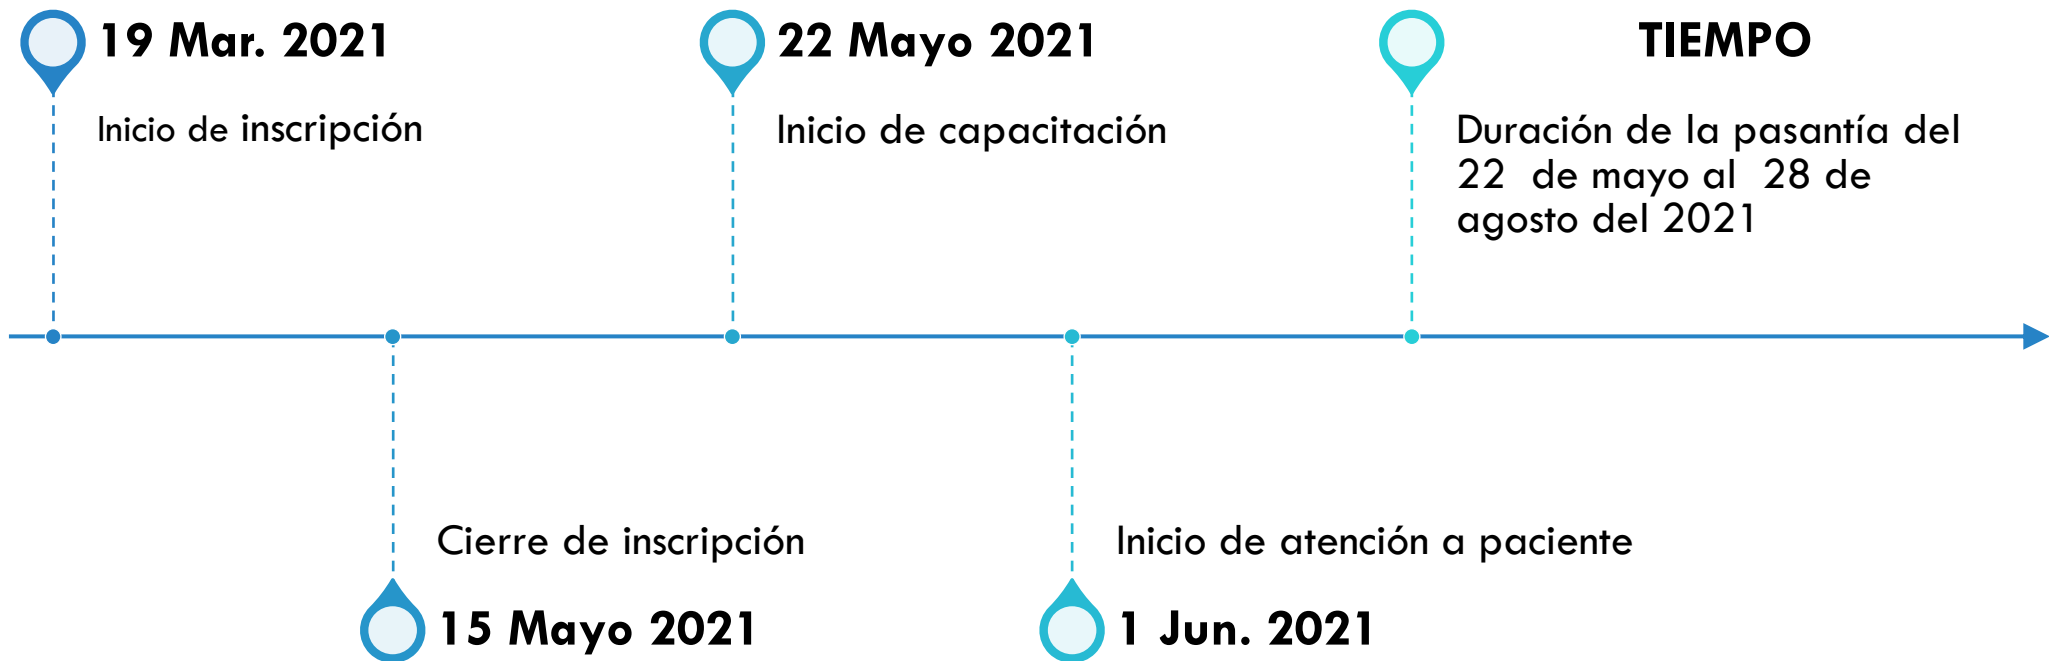 19 Mar. 2021
Inicio de inscripción
22 Mayo 2021
Inicio de capacitación
TIEMPO
Duración de la pasantía del
22 de mayo al 28 de
agosto del 2021
Cierre de inscripción
15 Mayo 2021
Inicio de atención a paciente
1 Jun. 2021